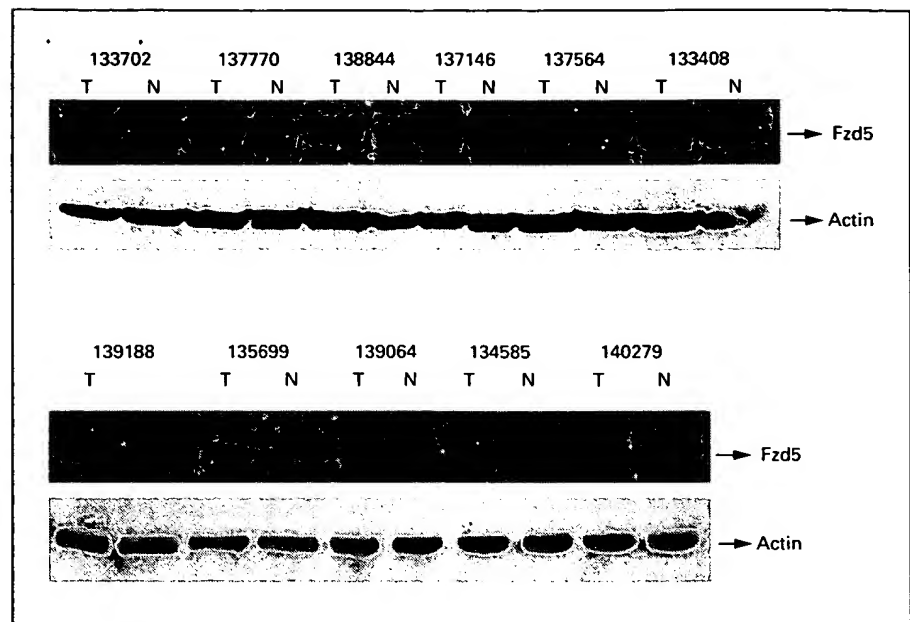 133702 137770 138844 137146 137564 133408
T N T N T N T N T N T N
→ Fzd5
→ Actin
139188 135699 139064 134585 140279
T T N T N T N T N
→ Fzd5
→ Actin